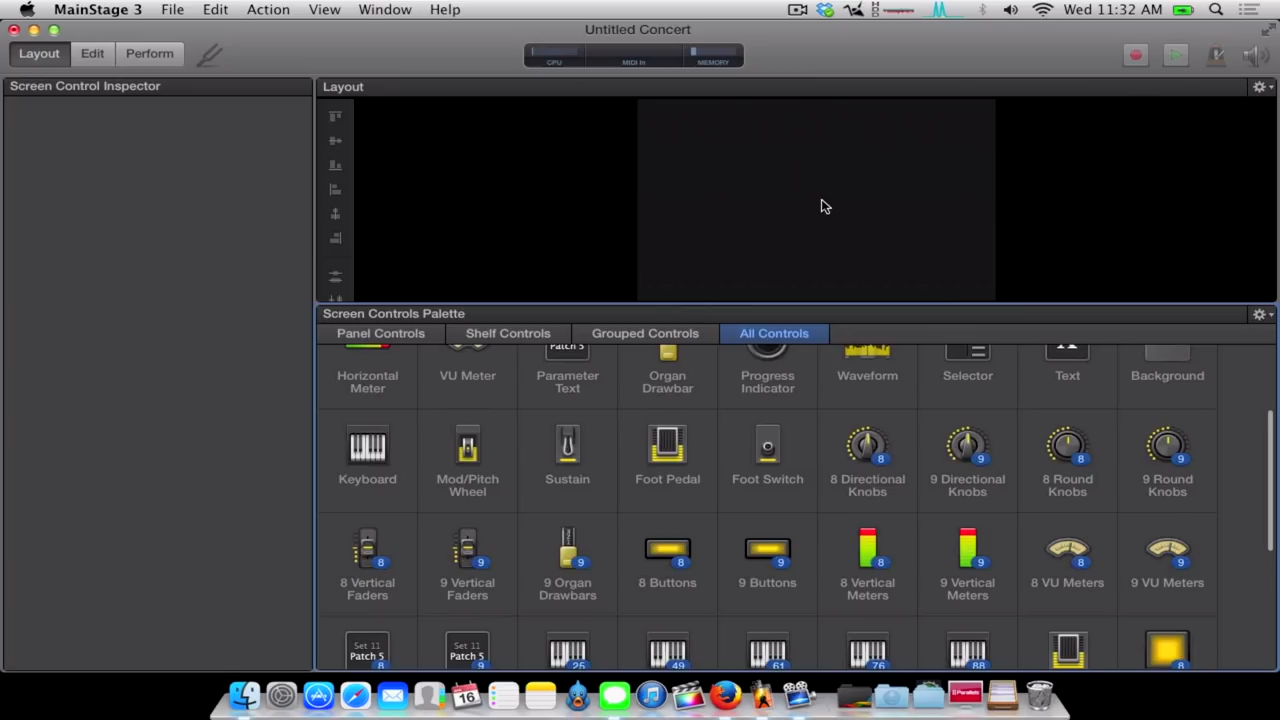 MainStage 3 File Edit Action View Window Help Wed 11:32 AM
Untitled Concert
Layout Edit Perform
CPU MIDI In MEMORY
Screen Control Inspector
Layout
Screen Controls Palette
Panel Controls Shelf Controls Grouped Controls All Controls
Patch 5
Horizontal Meter VU Meter Parameter Text Organ Drawbar Progress Indicator Waveform Selector Text Background
8 9 8 9
Keyboard Mod/Pitch Wheel Sustain Foot Pedal Foot Switch 8 Directional Knobs 9 Directional Knobs 8 Round Knobs 9 Round Knobs
8 9 9 8 9 8 9 8 9
8 Vertical Faders 9 Vertical Faders 9 Organ Drawbars 8 Buttons 9 Buttons 8 Vertical Meters 9 Vertical Meters 8 VU Meters 9 VU Meters
Set 11 Set 11
Patch 5 Patch 5
8 9 25 49 61 76 88 8
16
Parallels